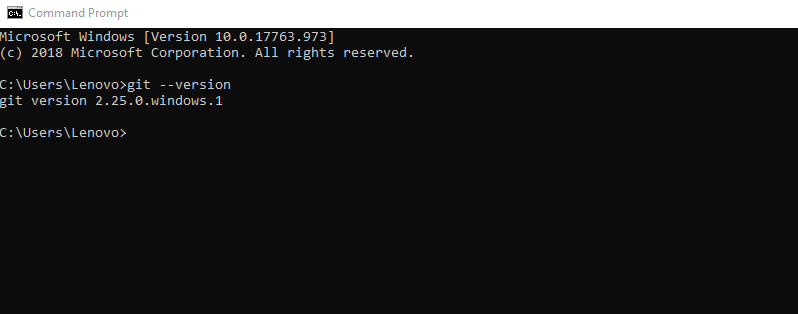 Command Prompt
Microsoft Windows [Version 10.0.17763.973]
(c) 2018 Microsoft Corporation. All rights reserved.
C:\Users\Lenovo>git --version
git version 2.25.0.windows.1
C:\Users\Lenovo>